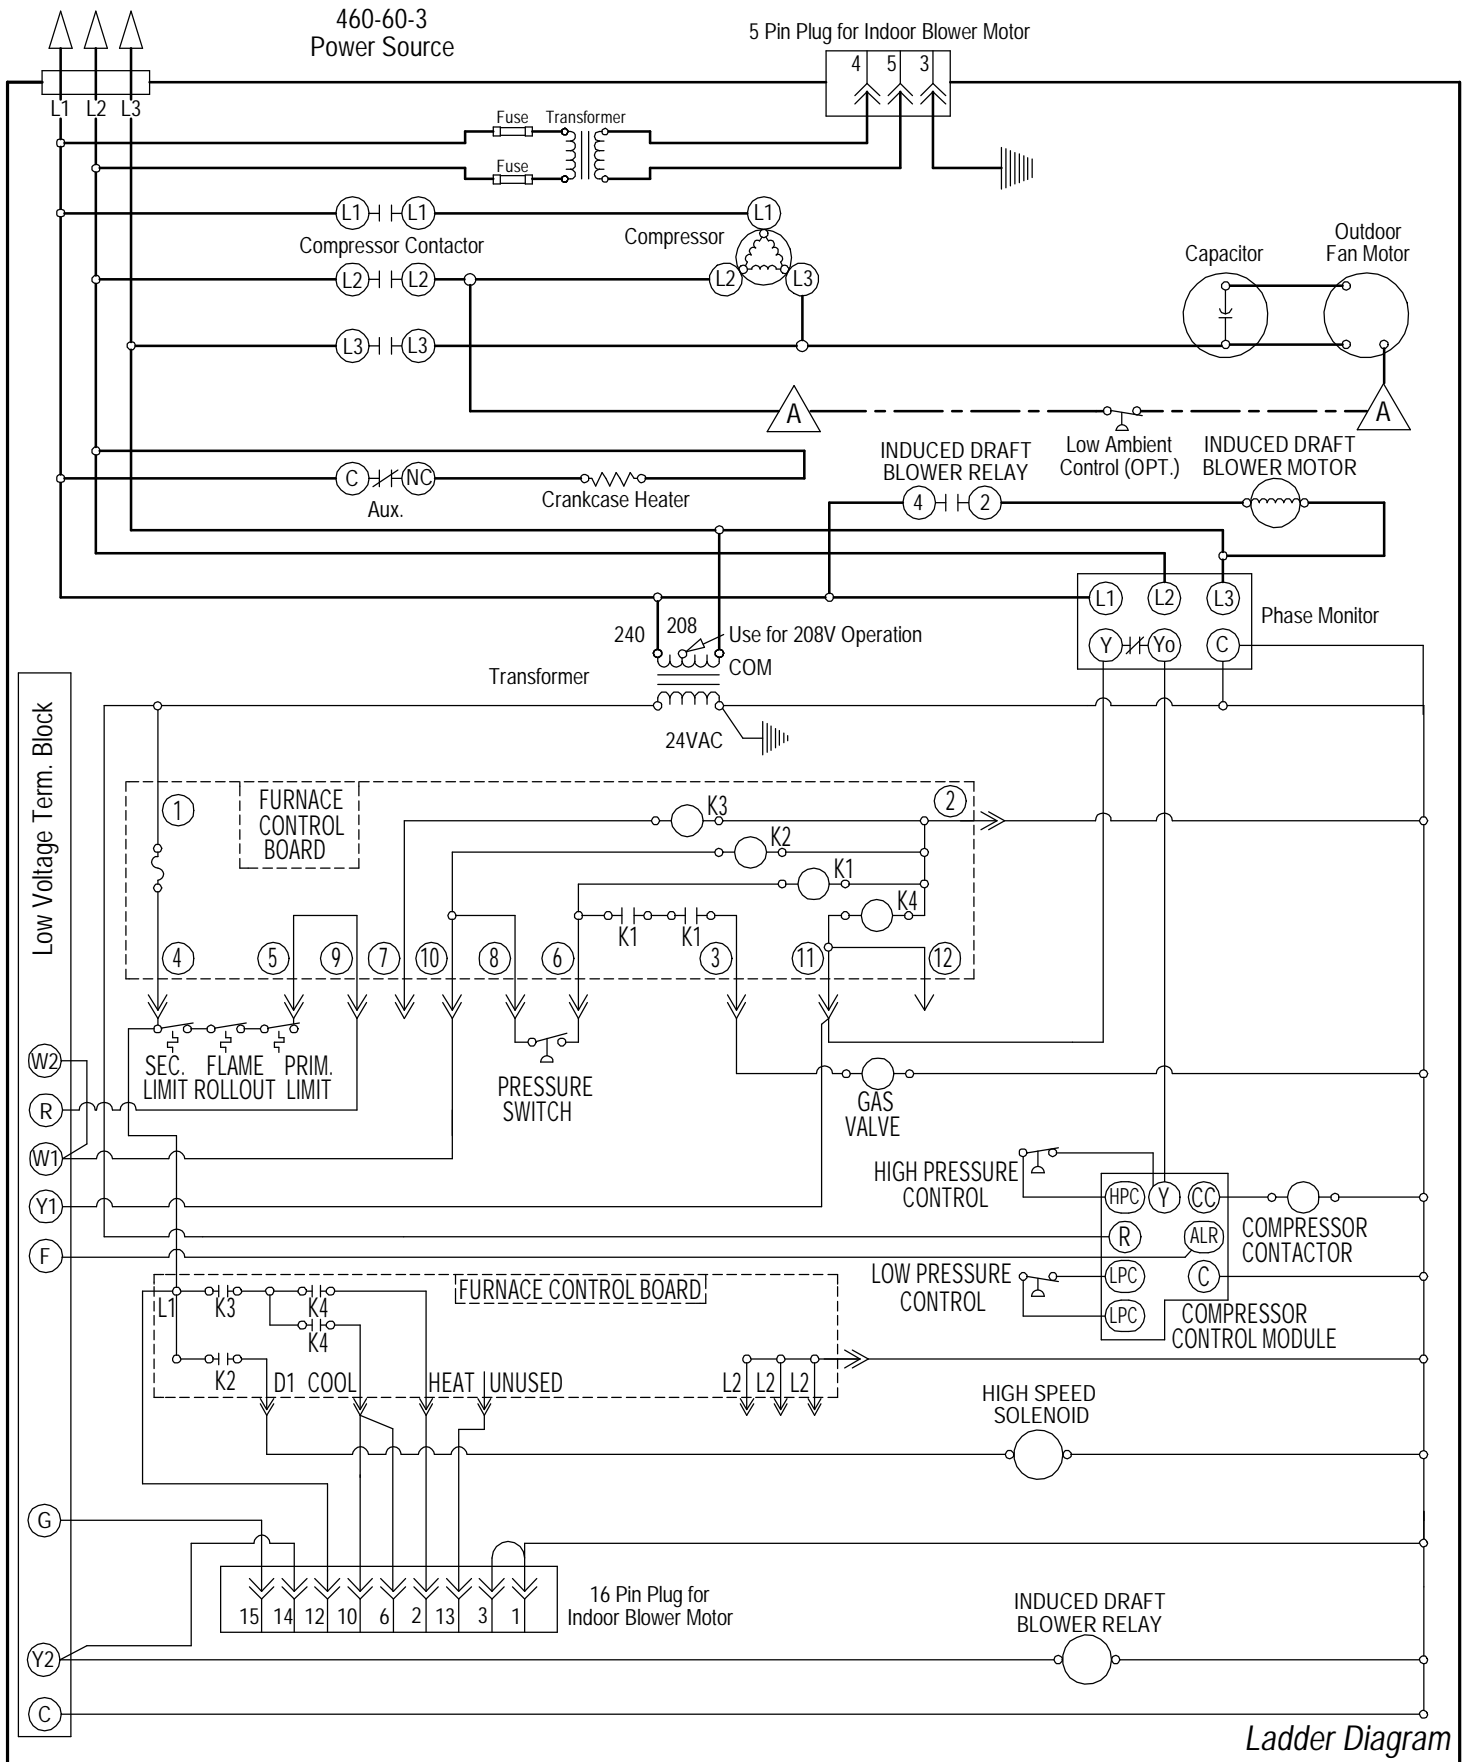 460-60-3
Power Source
5 Pin Plug for Indoor Blower Motor
4 5 3
L1 L2 L3
Fuse Transformer
Fuse
L1 L1 L1
Compressor Contactor
Compressor
L2 L2 L2 L3
L3 L3
Capacitor
Outdoor
Fan Motor
A A
Low Ambient
Control (OPT.)
INDUCED DRAFT
BLOWER RELAY
INDUCED DRAFT
BLOWER MOTOR
C NC
Aux.
Crankcase Heater
4 2
L1 L2 L3
Phase Monitor
Y Yo C
240 208 Use for 208V Operation
COM
Transformer
24VAC
Low Voltage Term. Block
FURNACE
CONTROL
BOARD
1 K3 2
K2
K1
K4
K1 K1
4 5 9 7 10 8 6 3 11 12
SEC.
LIMIT
FLAME
ROLLOUT
PRIM.
LIMIT
PRESSURE
SWITCH
GAS
VALVE
W2
R
W1
Y1
F
HIGH PRESSURE
CONTROL
HPC Y CC
R ALR
LPC C
LPC
COMPRESSOR
CONTACTOR
LOW PRESSURE
CONTROL
COMPRESSOR
CONTROL MODULE
FURNACE CONTROL BOARD
L1 K3 K4
K4
K2 D1 COOL HEAT UNUSED L2 L2 L2
HIGH SPEED
SOLENOID
G
15 14 12 10 6 2 13 3 1
16 Pin Plug for
Indoor Blower Motor
INDUCED DRAFT
BLOWER RELAY
Y2
C
Ladder Diagram